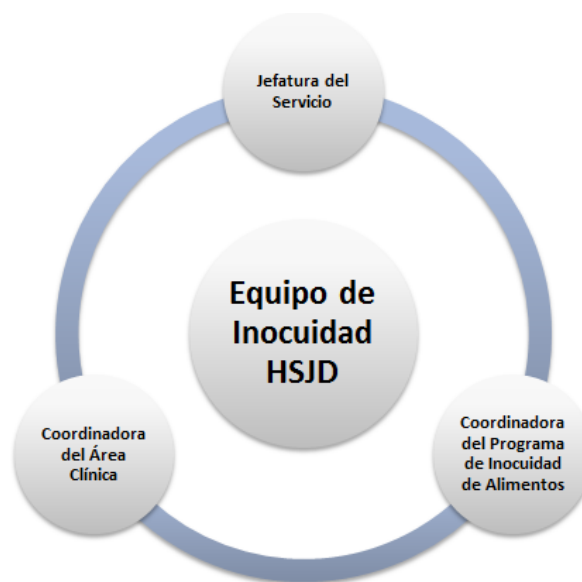 Jefatura del
Servicio
Equipo de
Inocuidad
HSJD
Coordinadora
del Área
Clínica
Coordinadora
del Programa
de Inocuidad
de Alimentos